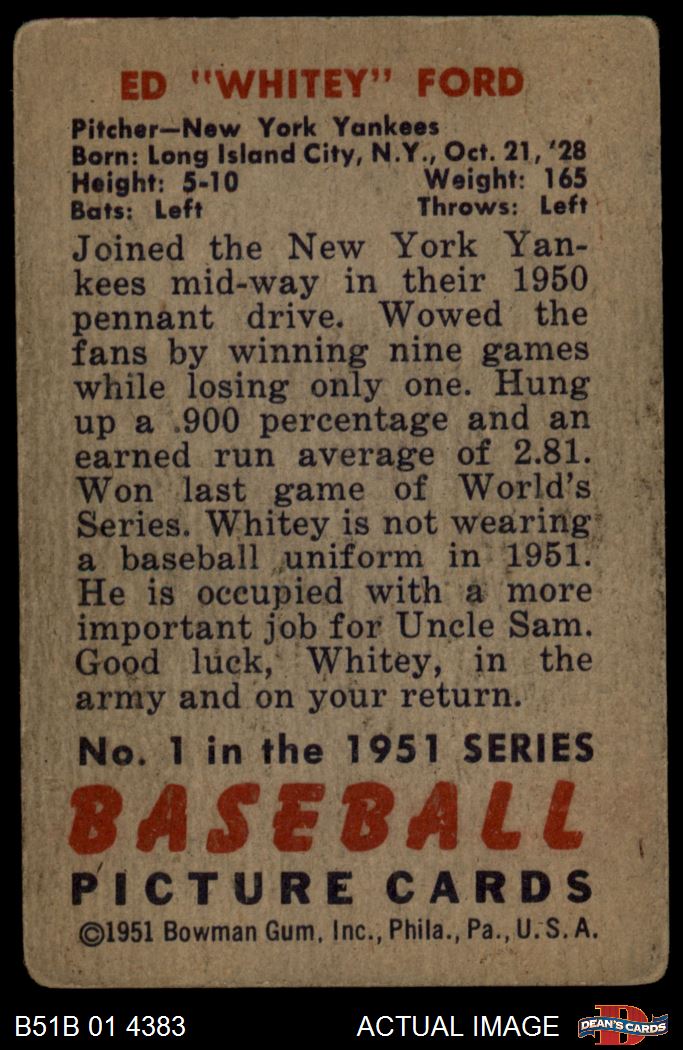 ED "WHITEY" FORD
Pitcher—New York Yankees
Born: Long Island City, N.Y., Oct. 21, '28
Height: 5-10 Weight: 165
Bats: Left Throws: Left
Joined the New York Yan-
kees mid-way in their 1950
pennant drive. Wowed the
fans by winning nine games
while losing only one. Hung
up a .900 percentage and an
earned run average of 2.81.
Won last game of World's
Series. Whitey is not wearing
a baseball uniform in 1951.
He is occupied with a more
important job for Uncle Sam.
Good luck, Whitey, in the
army and on your return.
No. 1 in the 1951 SERIES
BASEBALL
PICTURE CARDS
©1951 Bowman Gum, Inc., Phila., Pa., U.S.A.
B51B 01 4383 ACTUAL IMAGE D DEAN'S CARDS